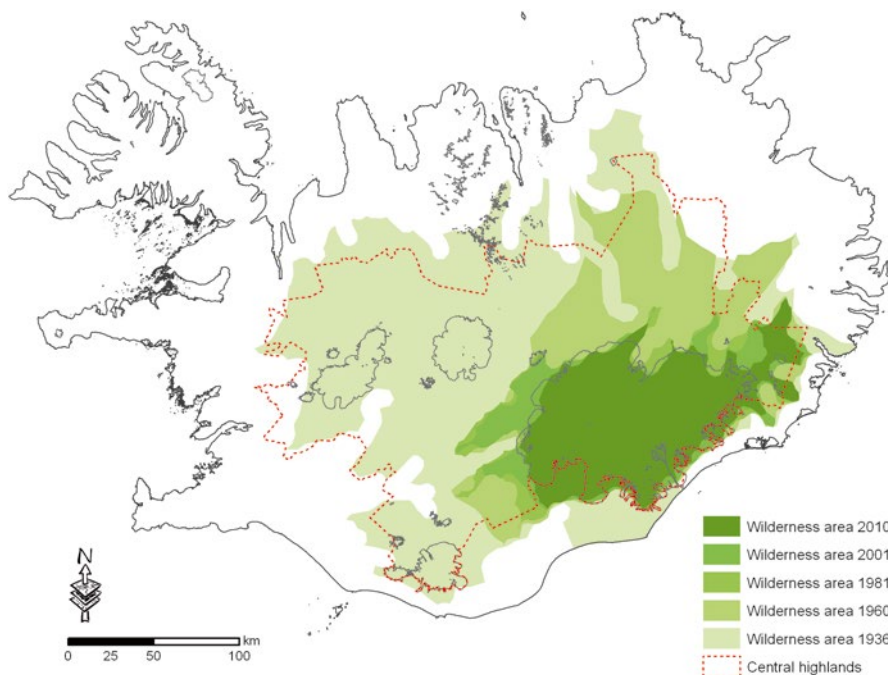 N
km
0 25 50 100
Wilderness area 2010
Wilderness area 2001
Wilderness area 1981
Wilderness area 1960
Wilderness area 1936
Central highlands